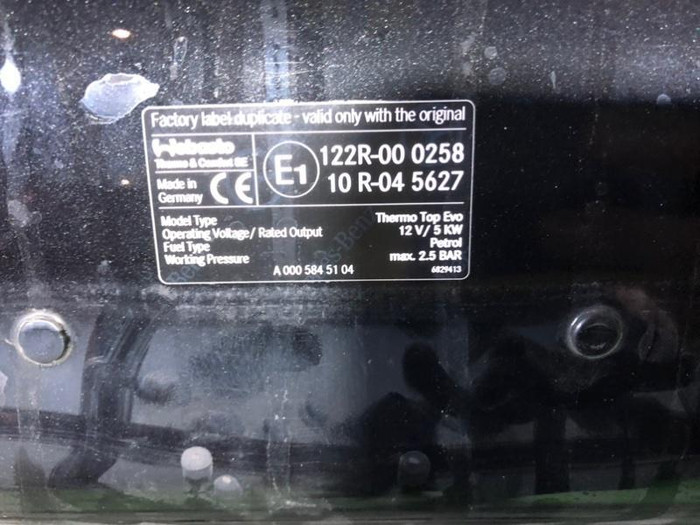 Factory label duplicate - valid only with the original
Webasto
Thermo & Comfort SE
Made in
Germany
CE
E1
122R-00 0258
10 R-04 5627
Model Type Thermo Top Evo
Operating Voltage/ Rated Output 12 V/ 5 KW
Fuel Type Petrol
Working Pressure max. 2.5 BAR
A 000 584 51 04 6829413